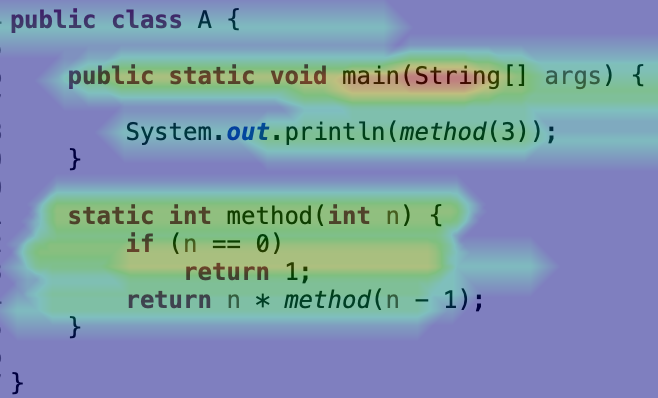 public class A {
public static void main(String[] args) {
System.out.println(method(3));
}
static int method(int n) {
if (n == 0)
return 1;
return n * method(n - 1);
}
}